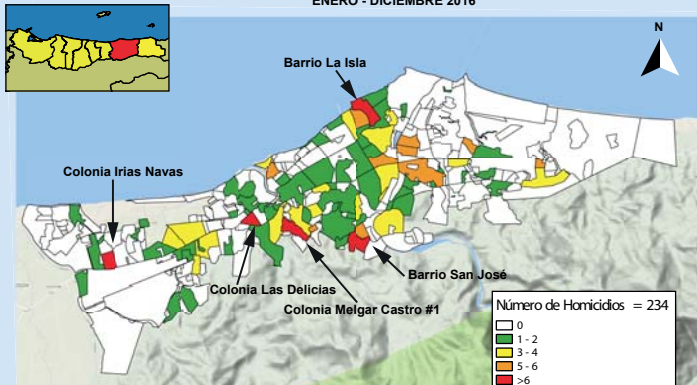 ENERO - DICIEMBRE 2016
N
Barrio La Isla
Colonia Irias Navas
Colonia Las Delicias
Barrio San José
Colonia Melgar Castro #1
Número de Homicidios = 234
0
1 - 2
3 - 4
5 - 6
>6